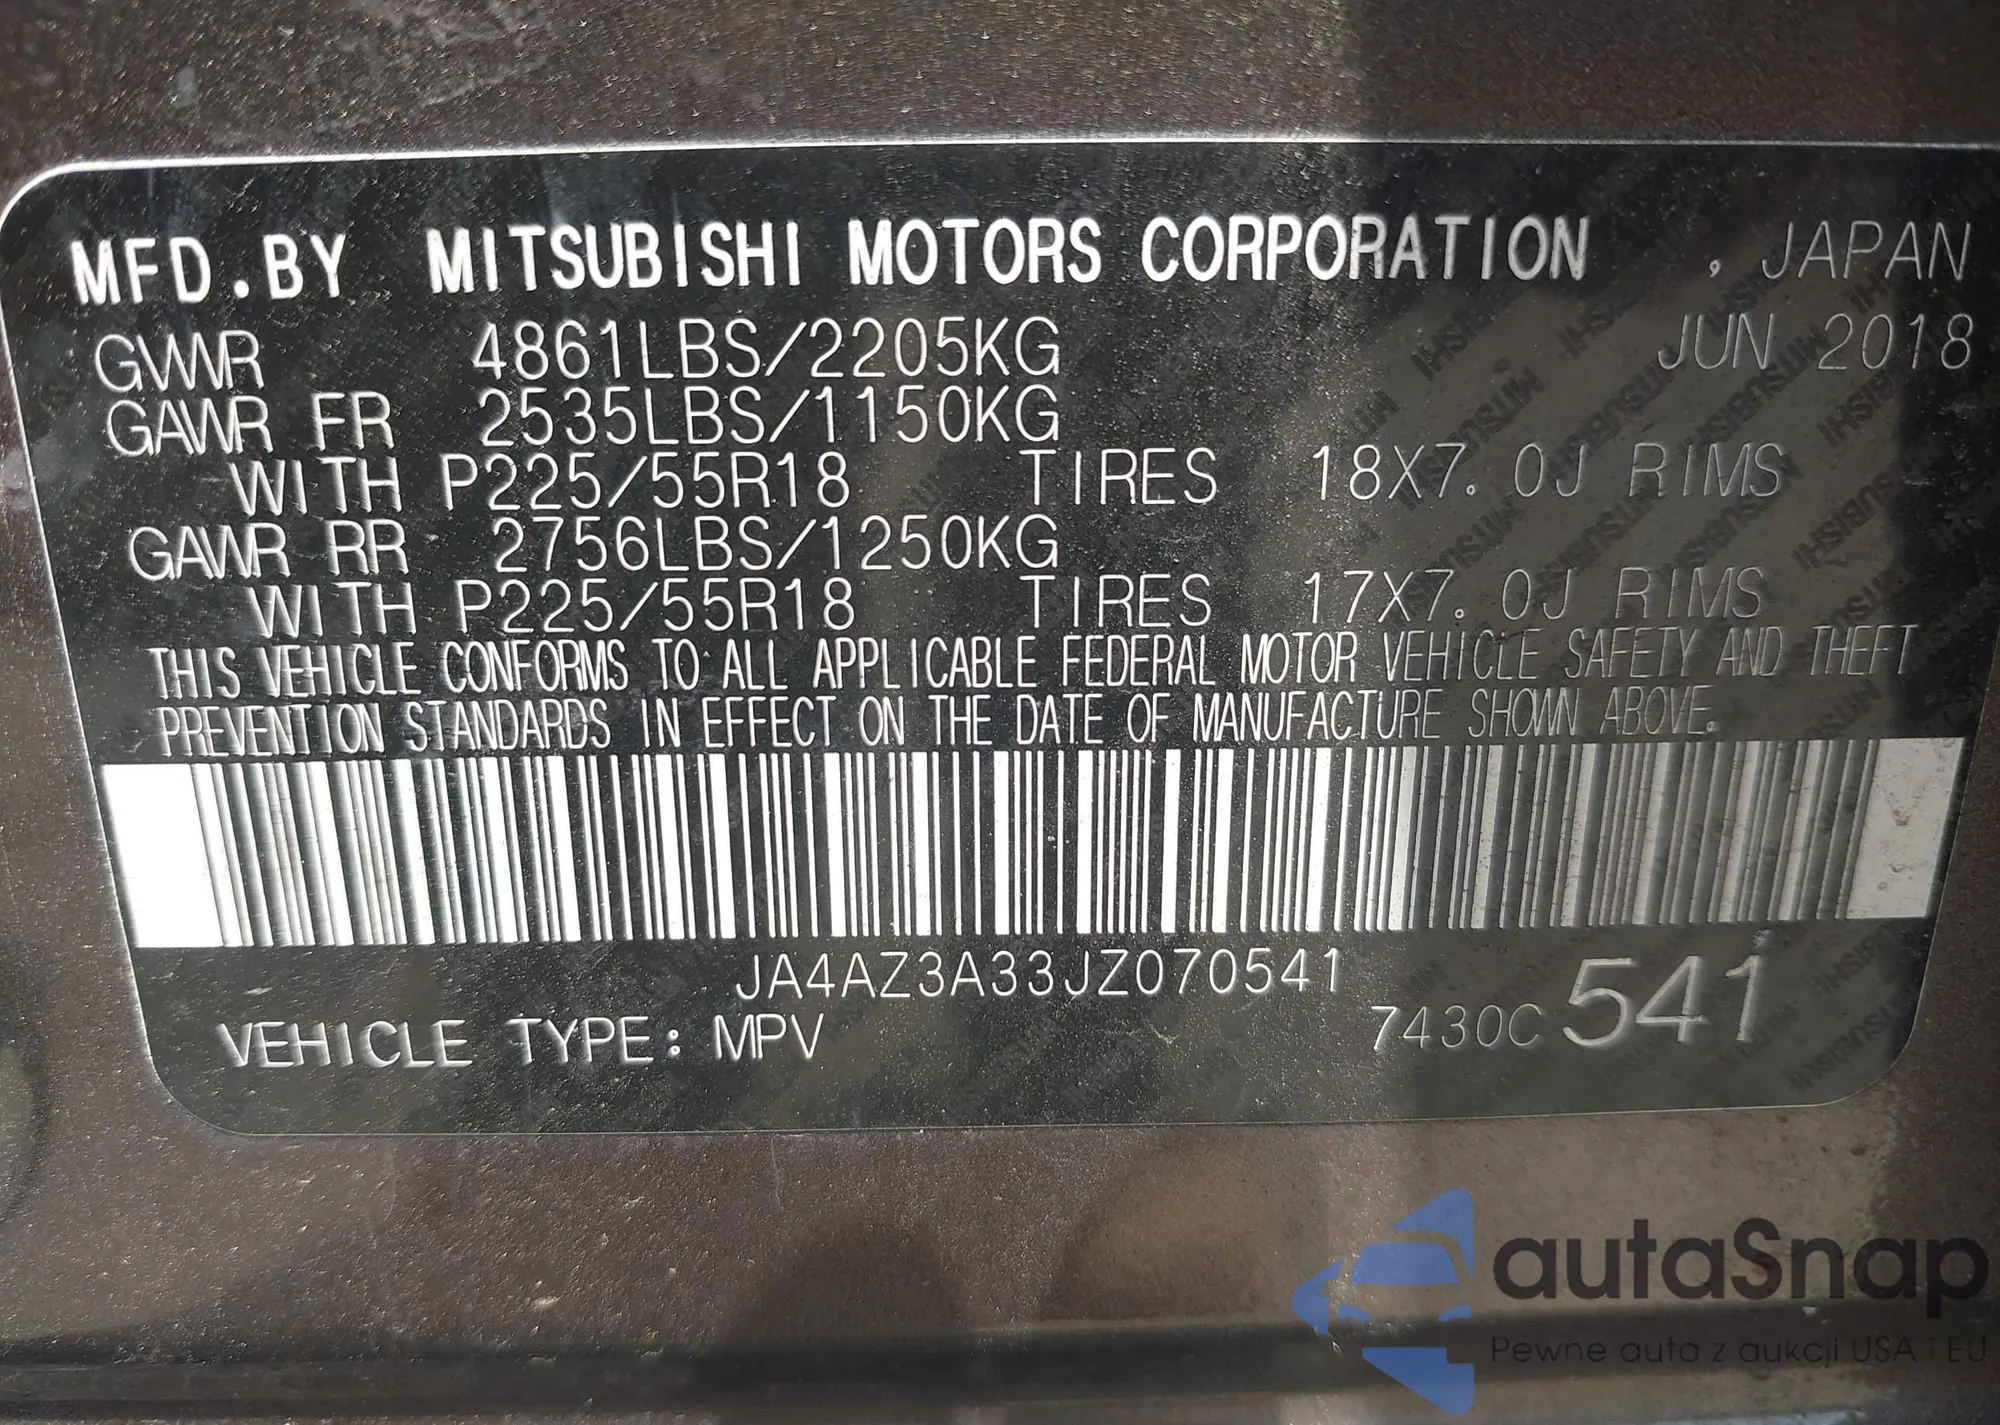 MFD.BY MITSUBISHI MOTORS CORPORATION , JAPAN
GVWR 4861LBS/2205KG JUN 2018
GAWR FR 2535LBS/1150KG
WITH P225/55R18 TIRES 18X7.0J RIMS
GAWR RR 2756LBS/1250KG
WITH P225/55R18 TIRES 17X7.0J RIMS
THIS VEHICLE CONFORMS TO ALL APPLICABLE FEDERAL MOTOR VEHICLE SAFETY AND THEFT
PREVENTION STANDARDS IN EFFECT ON THE DATE OF MANUFACTURE SHOWN ABOVE.
JA4AZ3A33JZ070541
VEHICLE TYPE: MPV 7430C 541
autaSnap
Pewne auta z aukcji USA i EU